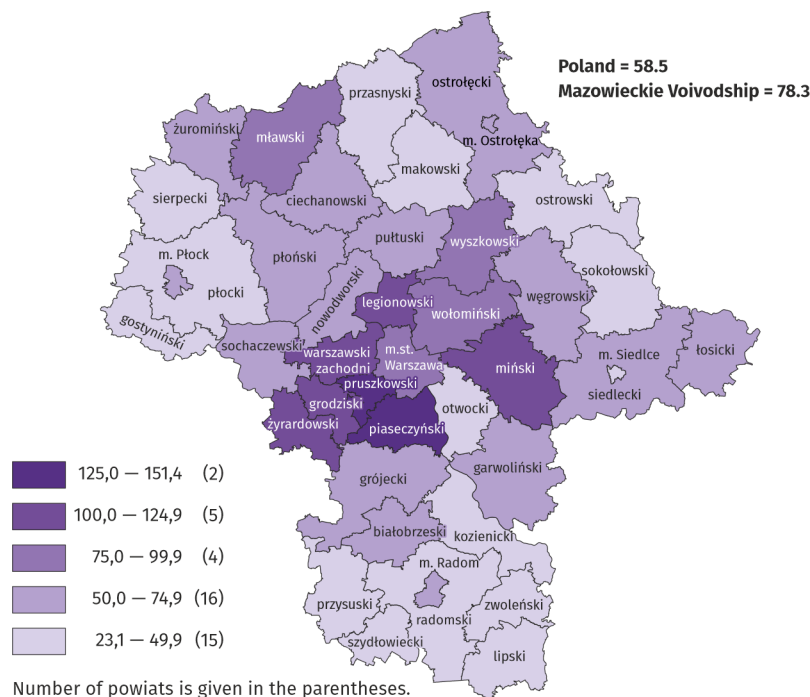 Poland = 58.5
Mazowieckie Voivodship = 78.3
ostrołęcki
przasnyski
żuromiński
mławski
m. Ostrołęka
makowski
sierpecki
ciechanowski
ostrowski
pułtuski
wyszkowski
m. Płock
płoński
sokołowski
płocki
nowodworski
legionowski
wołomiński
węgrowski
gostyniński
sochaczewski
warszawski
zachodni
m.st.
Warszawa
m. Siedlce
łosicki
miński
pruszkowski
siedlecki
grodziski
otwocki
żyrardowski
piaseczyński
garwoliński
grójecki
białobrzeski
kozienicki
m. Radom
przysuski
zwoleński
radomski
szydłowiecki
lipski
125,0 — 151,4 (2)
100,0 — 124,9 (5)
75,0 — 99,9 (4)
50,0 — 74,9 (16)
23,1 — 49,9 (15)
Number of powiats is given in the parentheses.